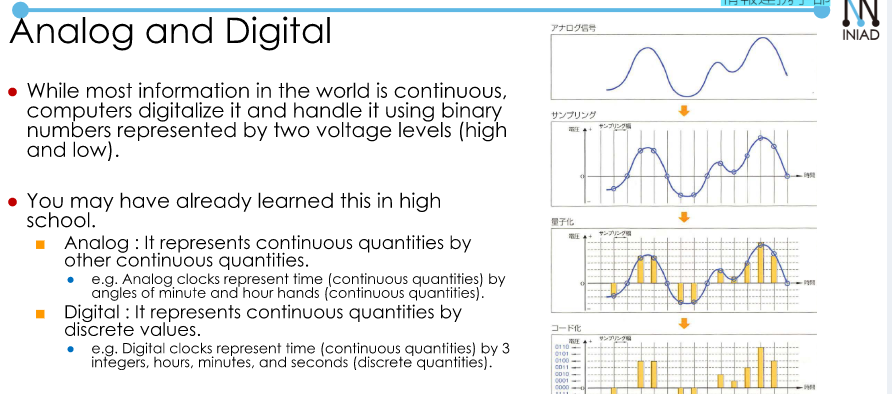 INIAD
Analog and Digital
While most information in the world is continuous,
computers digitalize it and handle it using binary
numbers represented by two voltage levels (high
and low).
You may have already learned this in high
school.
Analog : It represents continuous quantities by
other continuous quantities.
e.g. Analog clocks represent time (continuous quantities) by
angles of minute and hour hands (continuous quantities).
Digital : It represents continuous quantities by
discrete values.
e.g. Digital clocks represent time (continuous quantities) by 3
integers, hours, minutes, and seconds (discrete quantities).
アナログ信号
サンプリング
電圧 + サンプリング幅
0 時間
量子化
電圧 + サンプリング幅
0 時間
コード化
電圧 サンプリング幅
0110
0101
0100
0011
0010
0001
0000 時間